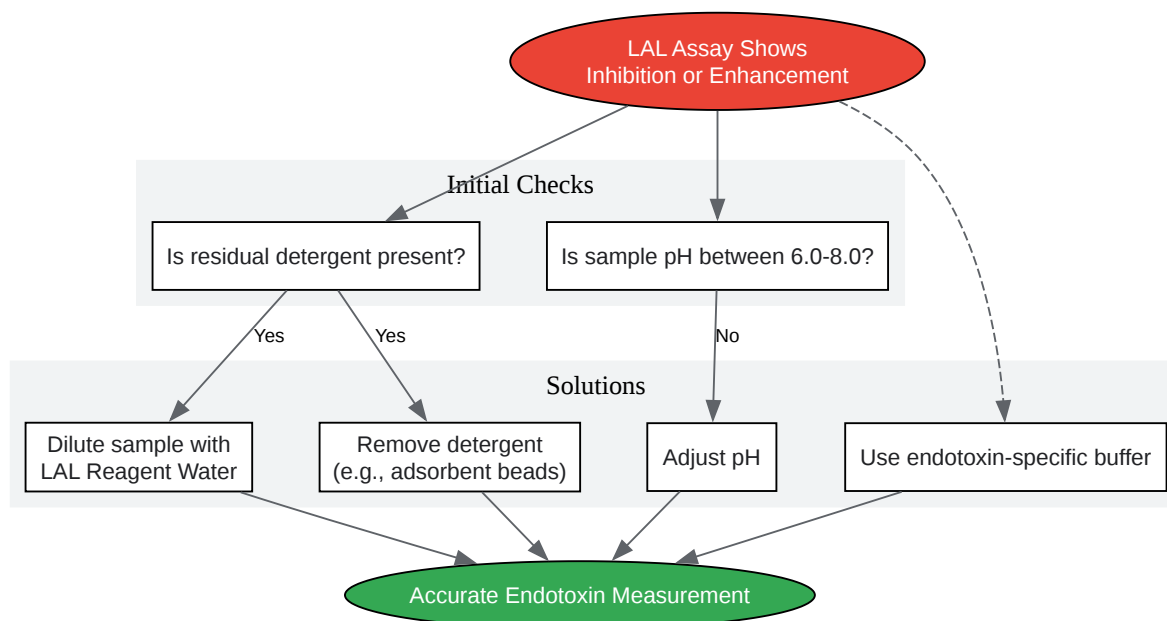 LAL Assay Shows
Inhibition or Enhancement
Initial Checks
Is residual detergent present?
Is sample pH between 6.0-8.0?
Yes
Yes
No
Solutions
Dilute sample with
LAL Reagent Water
Remove detergent
(e.g., adsorbent beads)
Adjust pH
Use endotoxin-specific buffer
Accurate Endotoxin Measurement